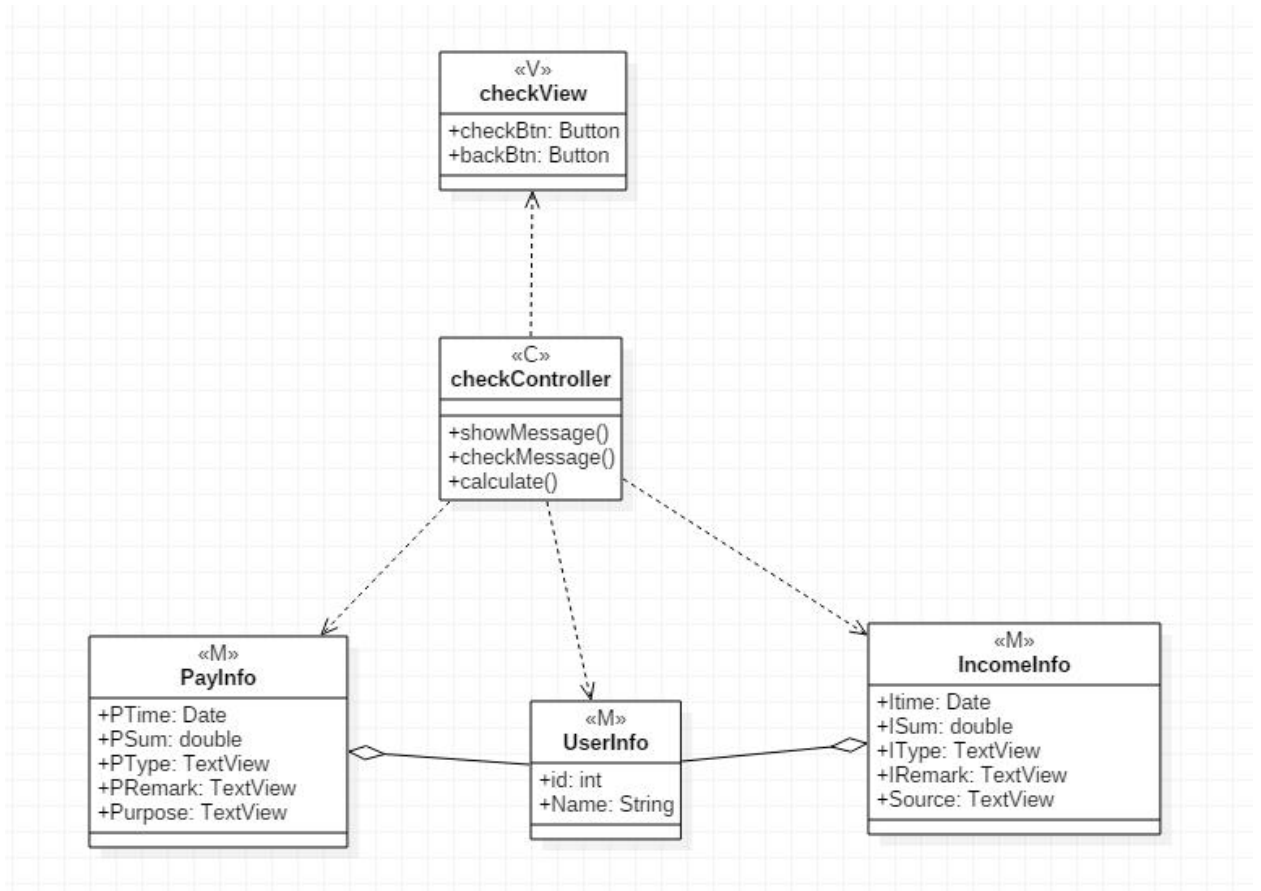 «V»
checkView
+checkBtn: Button
+backBtn: Button
«C»
checkController
+showMessage()
+checkMessage()
+calculate()
«M»
PayInfo
+PTime: Date
+PSum: double
+PType: TextView
+PRemark: TextView
+Purpose: TextView
«M»
UserInfo
+id: int
+Name: String
«M»
IncomeInfo
+Itime: Date
+ISum: double
+IType: TextView
+IRemark: TextView
+Source: TextView